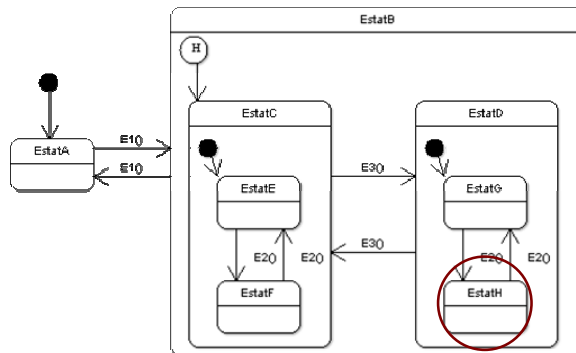 EstatB
H
EstatC
EstatD
E1()
EstatA
E1()
E3()
EstatE
EstatG
E3()
E2()
E2()
E2()
E2()
EstatF
EstatH